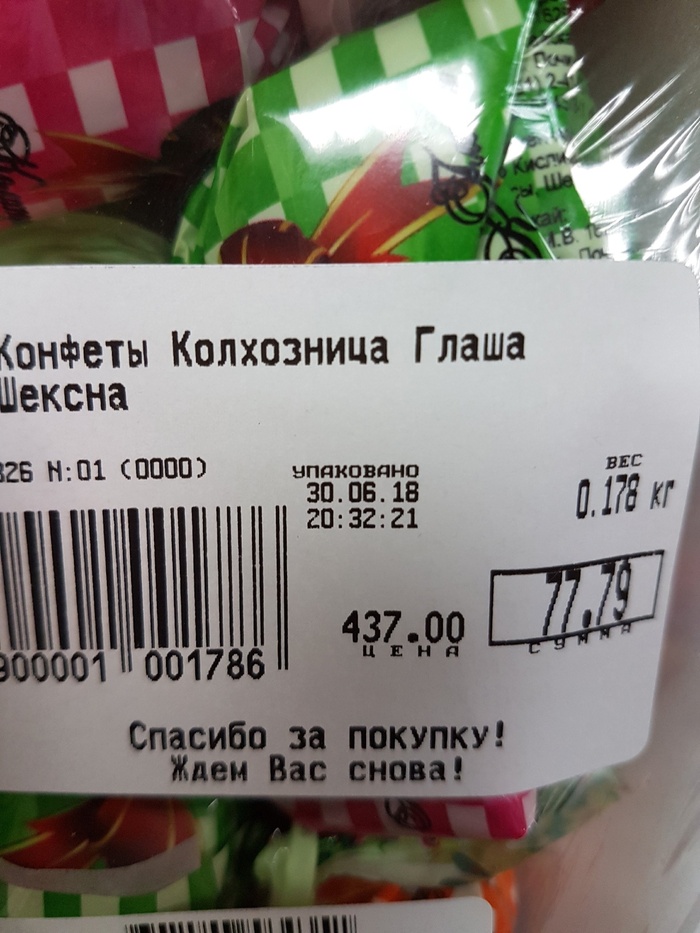 Конфеты Колхозница Глаша
Шексна
326 N:01 (0000)
УПАКОВАНО
30.06.18
20:32:21
ВЕС
0.178 кг
437.00
ЦЕНА
77.79
СУММА
900001 001786
Спасибо за покупку!
Ждем Вас снова!